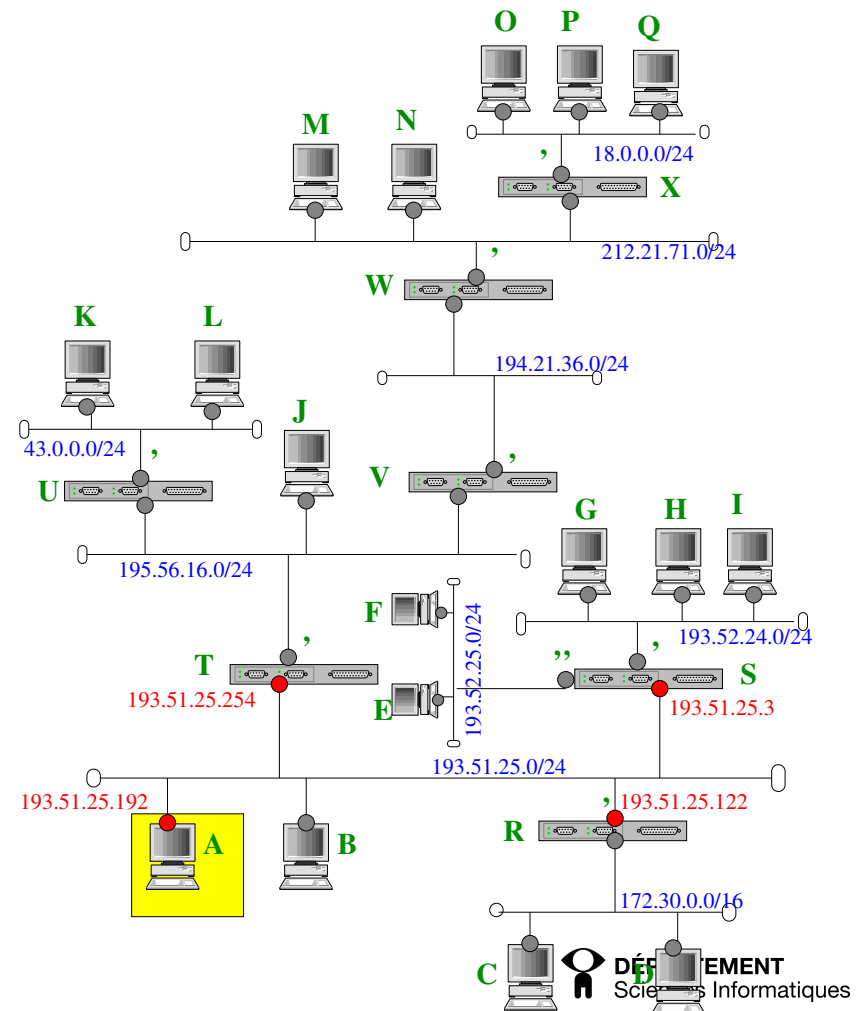 O P Q
M N
, 18.0.0.0/24
X
, 212.21.71.0/24
W
K L
194.21.36.0/24
J
43.0.0.0/24 ,
U V ,
G H I
195.56.16.0/24
F
193.52.25.0/24
193.52.24.0/24
, ,, ,
T S
193.51.25.254 E 193.51.25.3
193.51.25.0/24
193.51.25.192 , 193.51.25.122
A B R
172.30.0.0/16
C D
DÉPARTEMENT
Sciences Informatiques